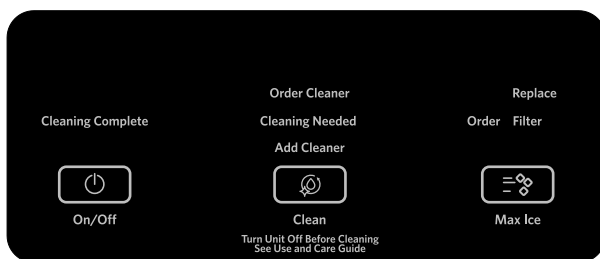 Order Cleaner
Replace
Cleaning Complete
Cleaning Needed
Order Filter
Add Cleaner
On/Off
Clean
Max Ice
Turn Unit Off Before Cleaning
See Use and Care Guide